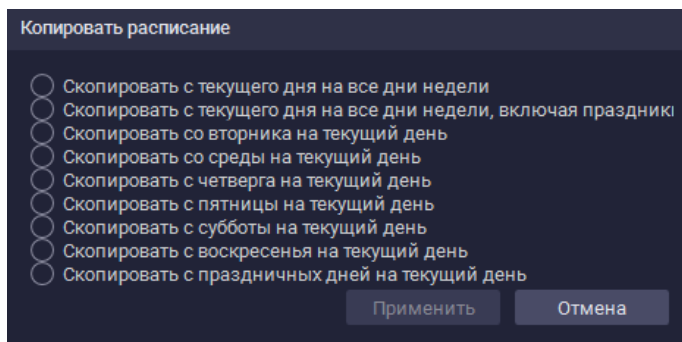 Копировать расписание
Скопировать с текущего дня на все дни недели
Скопировать с текущего дня на все дни недели, включая праздники
Скопировать со вторника на текущий день
Скопировать со среды на текущий день
Скопировать с четверга на текущий день
Скопировать с пятницы на текущий день
Скопировать с субботы на текущий день
Скопировать с воскресенья на текущий день
Скопировать с праздничных дней на текущий день
Применить Отмена